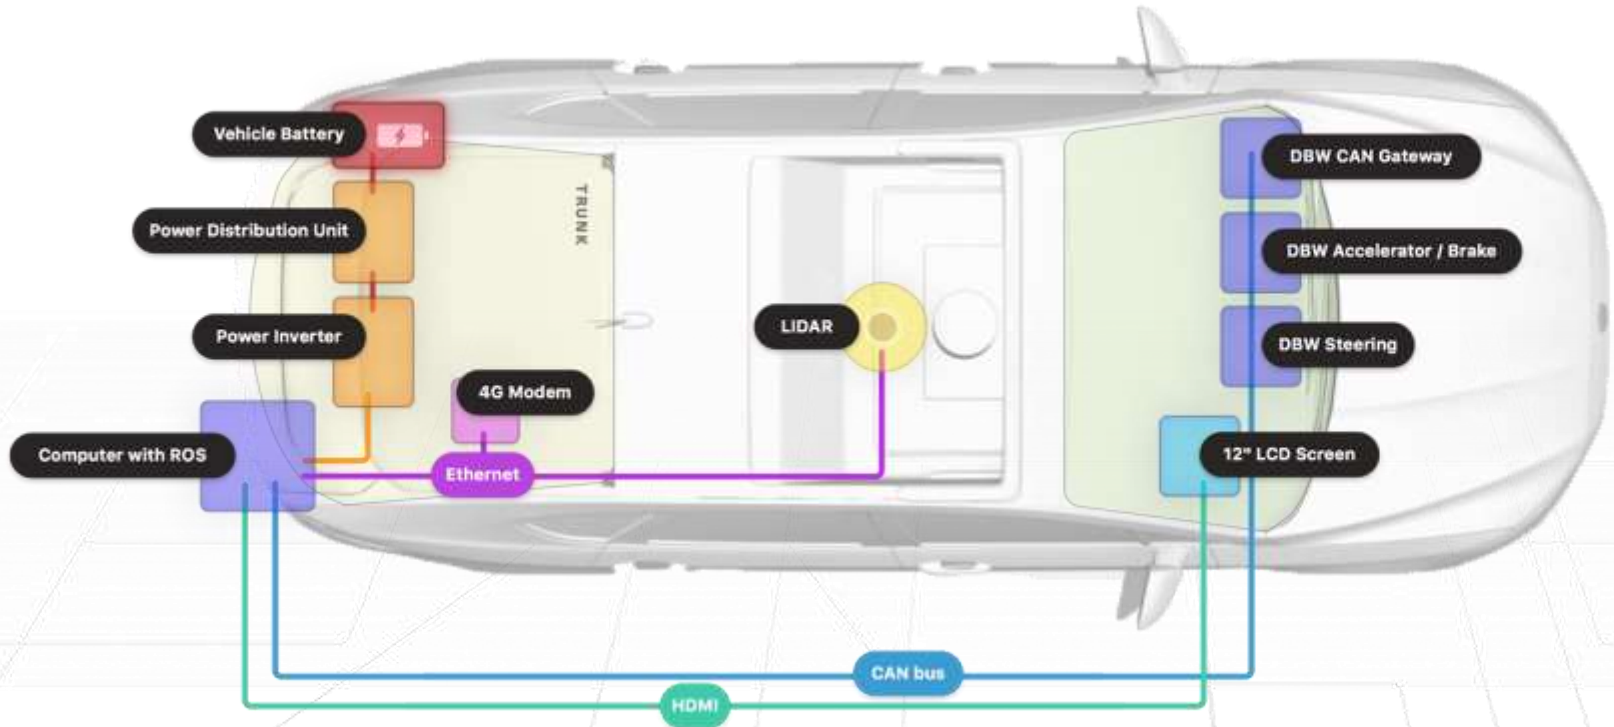 Vehicle Battery
Power Distribution Unit
Power Inverter
Computer with ROS
TRUNK
4G Modem
Ethernet
LIDAR
DBW CAN Gateway
DBW Accelerator / Brake
DBW Steering
12" LCD Screen
CAN bus
HDMI